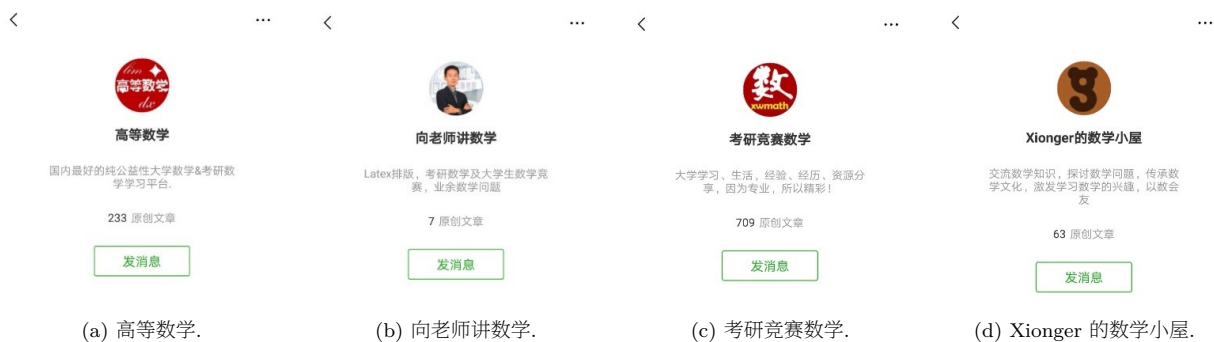 lim
高等数学
dx
高等数学
国内最好的纯公益性大学数学&考研数
学学习平台.
233 原创文章
发消息
(a) 高等数学.
向老师讲数学
Latex排版，考研数学及大学生数学竞
赛，业余数学问题
7 原创文章
发消息
(b) 向老师讲数学.
数
xwmath
考研竞赛数学
大学学习、生活，经验、经历、资源分
享，因为专业，所以精彩！
709 原创文章
发消息
(c) 考研竞赛数学.
Xionger的数学小屋
交流数学知识，探讨数学问题，传承数
学文化，激发学习数学的兴趣，以数会
友
63 原创文章
发消息
(d) Xionger 的数学小屋.